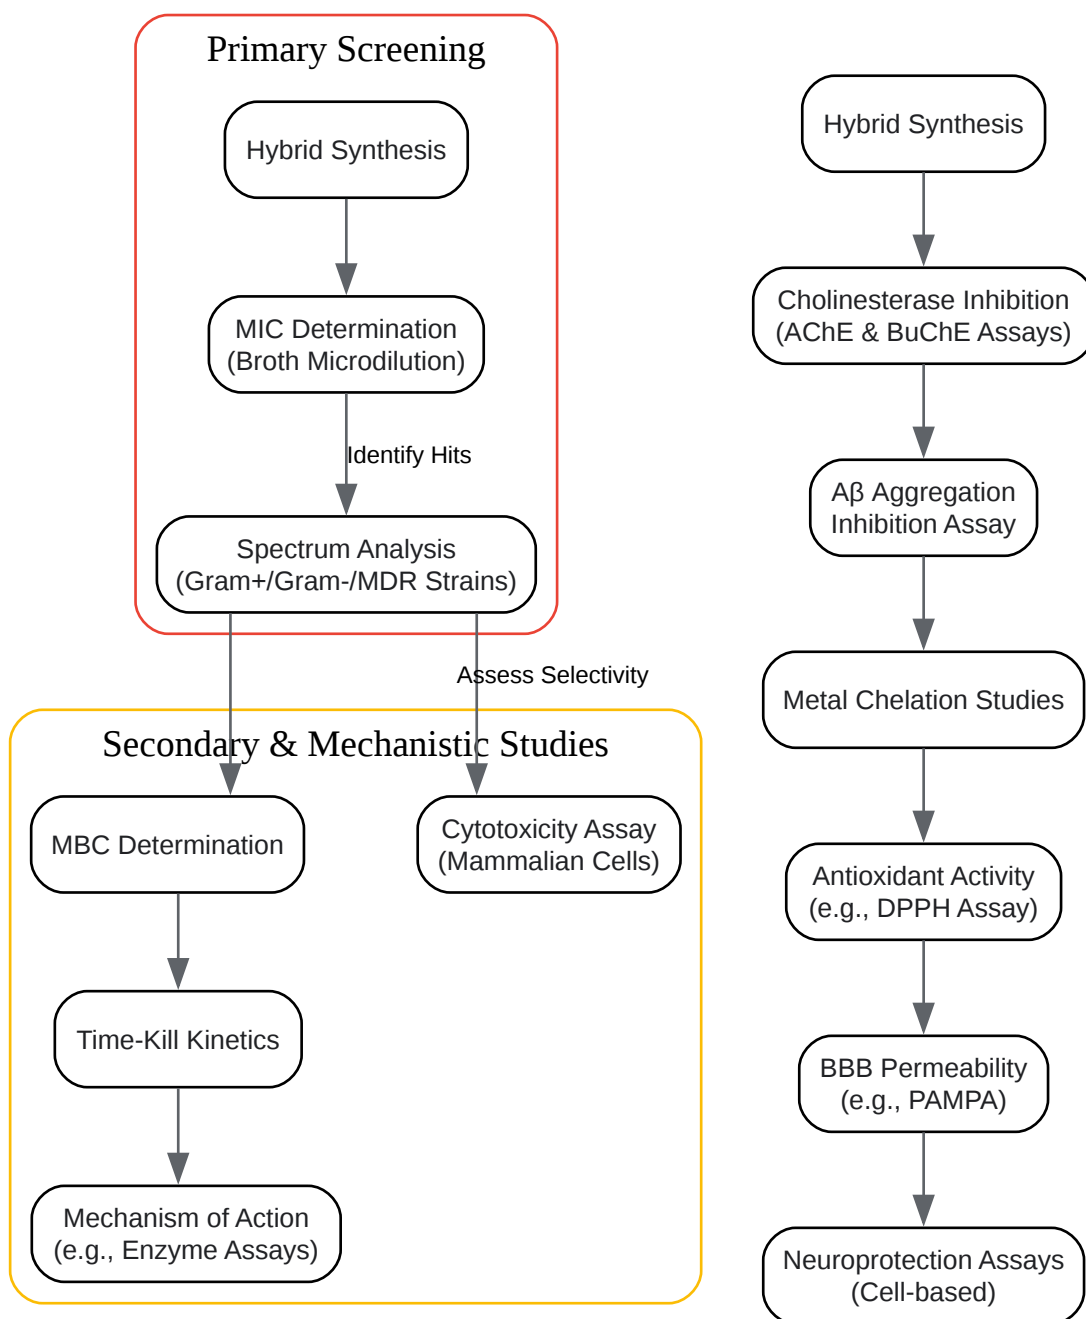 Primary Screening
Hybrid Synthesis
MIC Determination
(Broth Microdilution)
Identify Hits
Spectrum Analysis
(Gram+/Gram-/MDR Strains)
Assess Selectivity
Secondary & Mechanistic Studies
MBC Determination
Cytotoxicity Assay
(Mammalian Cells)
Time-Kill Kinetics
Mechanism of Action
(e.g., Enzyme Assays)
Hybrid Synthesis
Cholinesterase Inhibition
(AChE & BuChE Assays)
Aβ Aggregation
Inhibition Assay
Metal Chelation Studies
Antioxidant Activity
(e.g., DPPH Assay)
BBB Permeability
(e.g., PAMPA)
Neuroprotection Assays
(Cell-based)